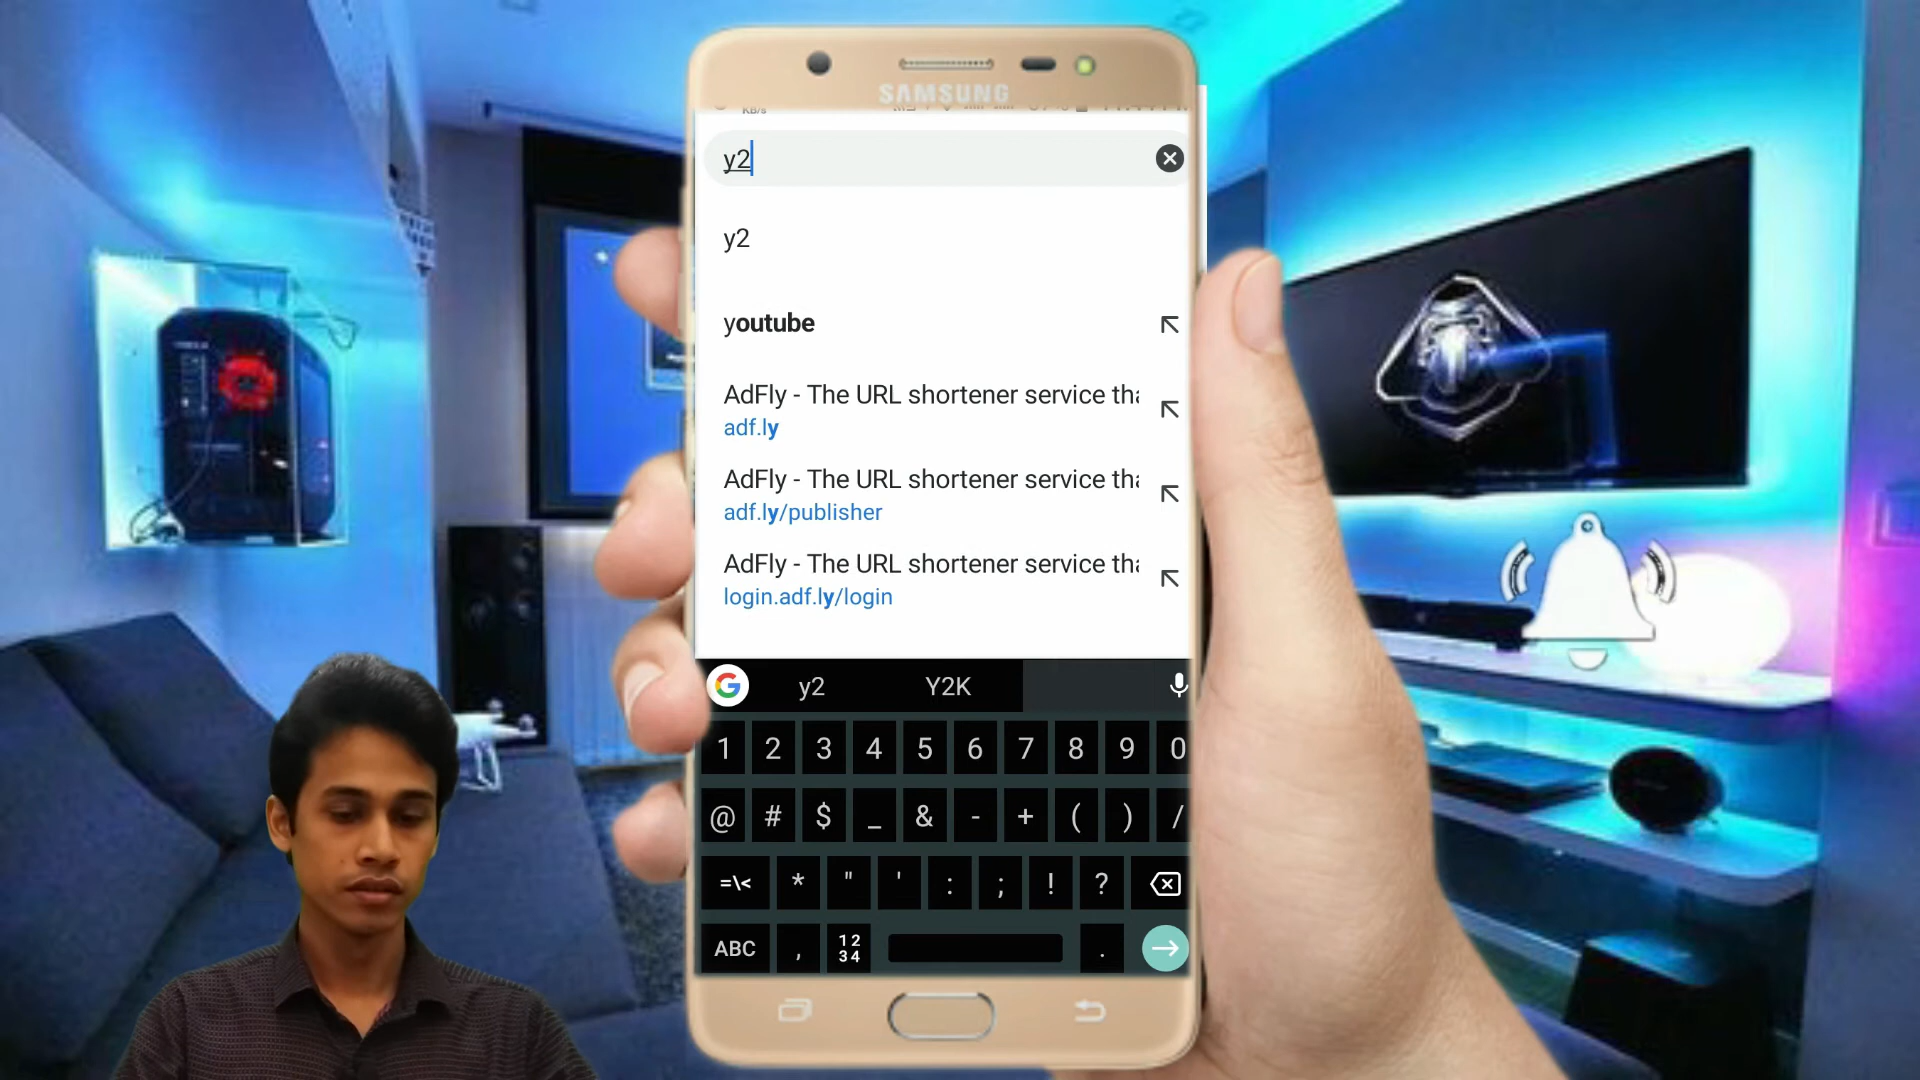 SAMSUNG
KB/s
y2
y2
youtube
AdFly - The URL shortener service tha
adf.ly
AdFly - The URL shortener service tha
adf.ly/publisher
AdFly - The URL shortener service tha
login.adf.ly/login
G y2 Y2K
1 2 3 4 5 6 7 8 9 0
@ # $ _ & - + ( ) /
=\< * " ' : ; ! ?
ABC , 12 34 .